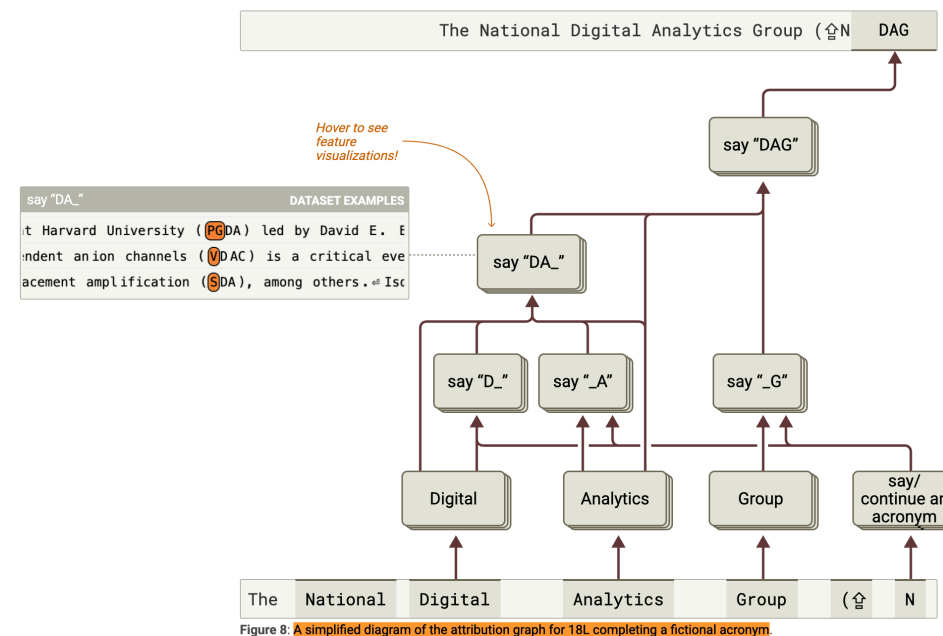 The National Digital Analytics Group (⇪N DAG
say “DAG”
Hover to see
feature
visualizations!
say “DA_” DATASET EXAMPLES
t Harvard University (PGDA) led by David E.
endent anion channels (VDAC) is a critical eve
acement amplification (SDA), among others.⏎ Iso
say “DA_”
say “D_” say “_A” say “_G”
Digital Analytics Group
say/
continue an
acronym
The National Digital Analytics Group (⇪ N
Figure 8: A simplified diagram of the attribution graph for 18L completing a fictional acronym.